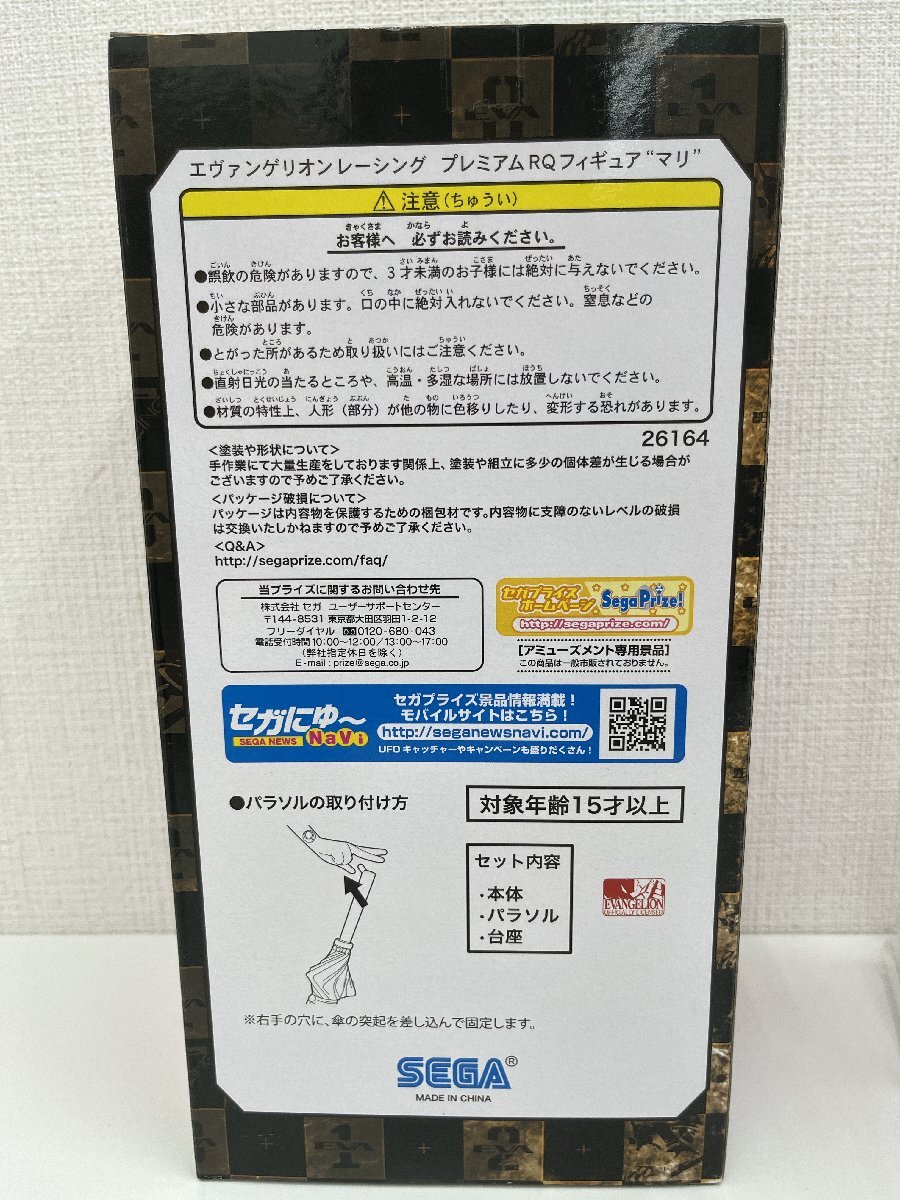 エヴァンゲリオンレーシング プレミアムRQフィギュア“マリ”
⚠注意(ちゅうい)
お客様へ 必ずお読みください。
●誤飲の危険がありますので、3才未満のお子様には絶対に与えないでください。
●小さな部品があります。口の中に絶対入れないでください。窒息などの
危険があります。
●とがった所があるため取り扱いにはご注意ください。
●直射日光の当たるところや、高温・多湿な場所には放置しないでください。
●材質の特性上、人形(部分)が他の物に色移りしたり、変形する恐れがあります。
26164
<塗装や形状について>
手作業にて大量生産をしております関係上、塗装や組立に多少の個体差が生じる場合が
ございますので予めご了承ください。
<パッケージ破損について>
パッケージは内容物を保護するための梱包材です。内容物に支障のないレベルの破損
は交換いたしかねますので予めご了承ください。
<Q&A>
http://segaprize.com/faq/
当プライズに関するお問い合わせ先
株式会社セガ ユーザーサポートセンター
〒144-8531 東京都大田区羽田1-2-12
フリーダイヤル 0120-680-043
電話受付時間 10:00~12:00/13:00~17:00
(弊社指定休日を除く)
E-mail:prize@sega.co.jp
セガプライズ
ホームページ
SegaPrize!
http://segaprize.com/
[アミューズメント専用景品]
この商品は一般市販されておりません。
セガにゅ~
SEGA NEWS NaVi
セガプライズ景品情報満載!
モバイルサイトはこちら!
http://seganewsnavi.com/
UFOキャッチャーやキャンペーンも盛りだくさん!
●パラソルの取り付け方
対象年齢15才以上
セット内容
・本体
・パラソル
・台座
EVANGELION
OFFICIALLY LICENSED
※右手の穴に、傘の突起を差し込んで固定します。
SEGA®
MADE IN CHINA